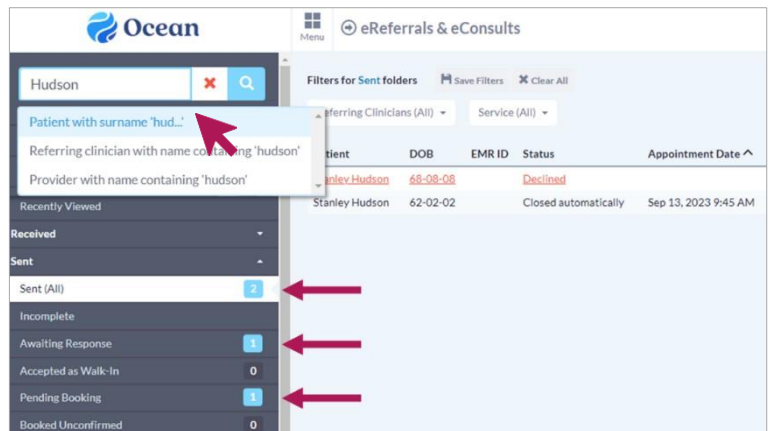 Ocean
Menu
eReferrals & eConsults
Hudson
Patient with surname 'hud...'
Referring clinician with name containing 'hudson'
Provider with name containing 'hudson'
Recently Viewed
Received
Sent
Sent (All) 2
Incomplete
Awaiting Response 1
Accepted as Walk-In 0
Pending Booking 1
Booked Unconfirmed 0
Filters for Sent folders Save Filters Clear All
eferring Clinicians (All) Service (All)
tient DOB EMR ID Status Appointment Date
anley Hudson 68-08-08 Declined
Stanley Hudson 62-02-02 Closed automatically Sep 13, 2023 9:45 AM